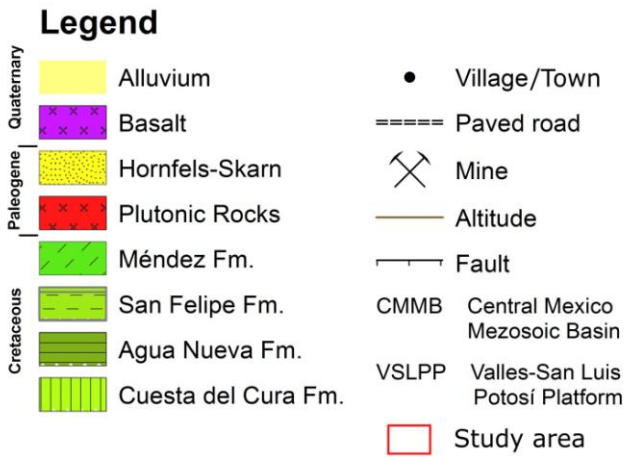 Legend
Quaternary
Alluvium
Basalt
Paleogene
Hornfels-Skarn
Plutonic Rocks
Cretaceous
Méndez Fm.
San Felipe Fm.
Agua Nueva Fm.
Cuesta del Cura Fm.
Village/Town
Paved road
Mine
Altitude
Fault
CMMB Central Mexico
Mezosoic Basin
VSLPP Valles-San Luis
Potosí Platform
Study area